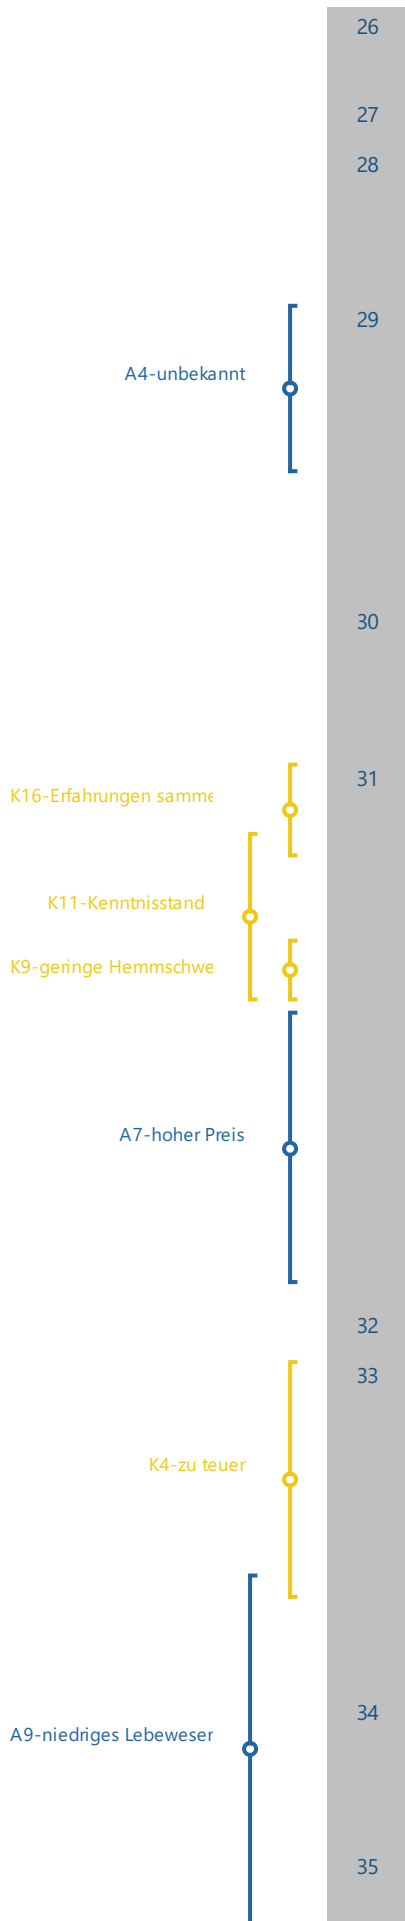 26
27
28
29
A4-unbekannt
30
31
K16-Erfahrungen samme
K11-Kenntnisstand
K9-geringe Hemmschwe
A7-hoher Preis
32
33
K4-zu teuer
34
A9-niedriges Lebeweser
35